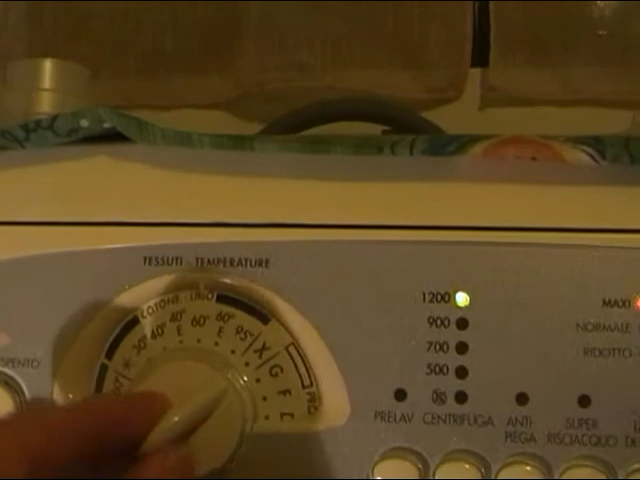 TESSUTI - TEMPERATURE
COTONE - LINO
30° 40° 40° 60° 60° 95°
E E
X
G
F
1200
900
700
500
MAXI
NORMALE
RIDOTTO
PRELAV
CENTRIFUGA
ANTI-
PIEGA
SUPER
RISCIACQUO